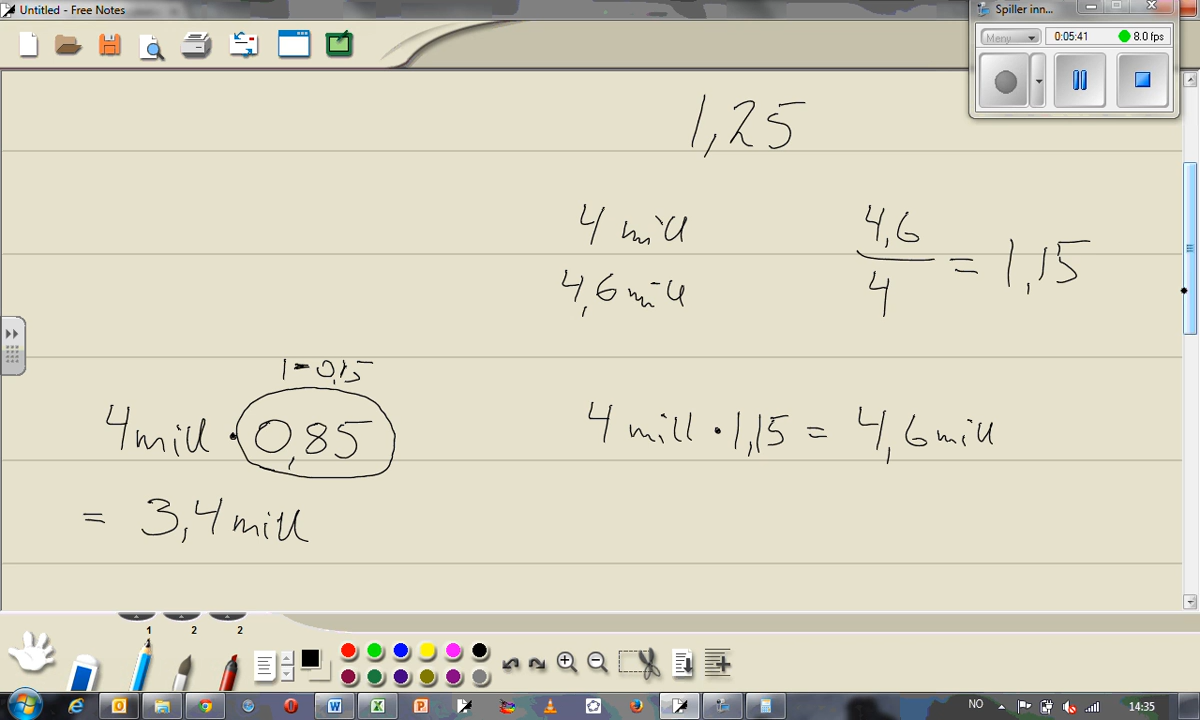 Untitled - Free Notes
Spiller inn...
Meny
0:05:41
8.0 fps
1,25
4 mill
4,6 mill
4,6
4
= 1,15
1 - 0,15
4 mill · 0,85
= 3,4 mill
4 mill · 1,15 = 4,6 mill
1
2
2
NO
14:35